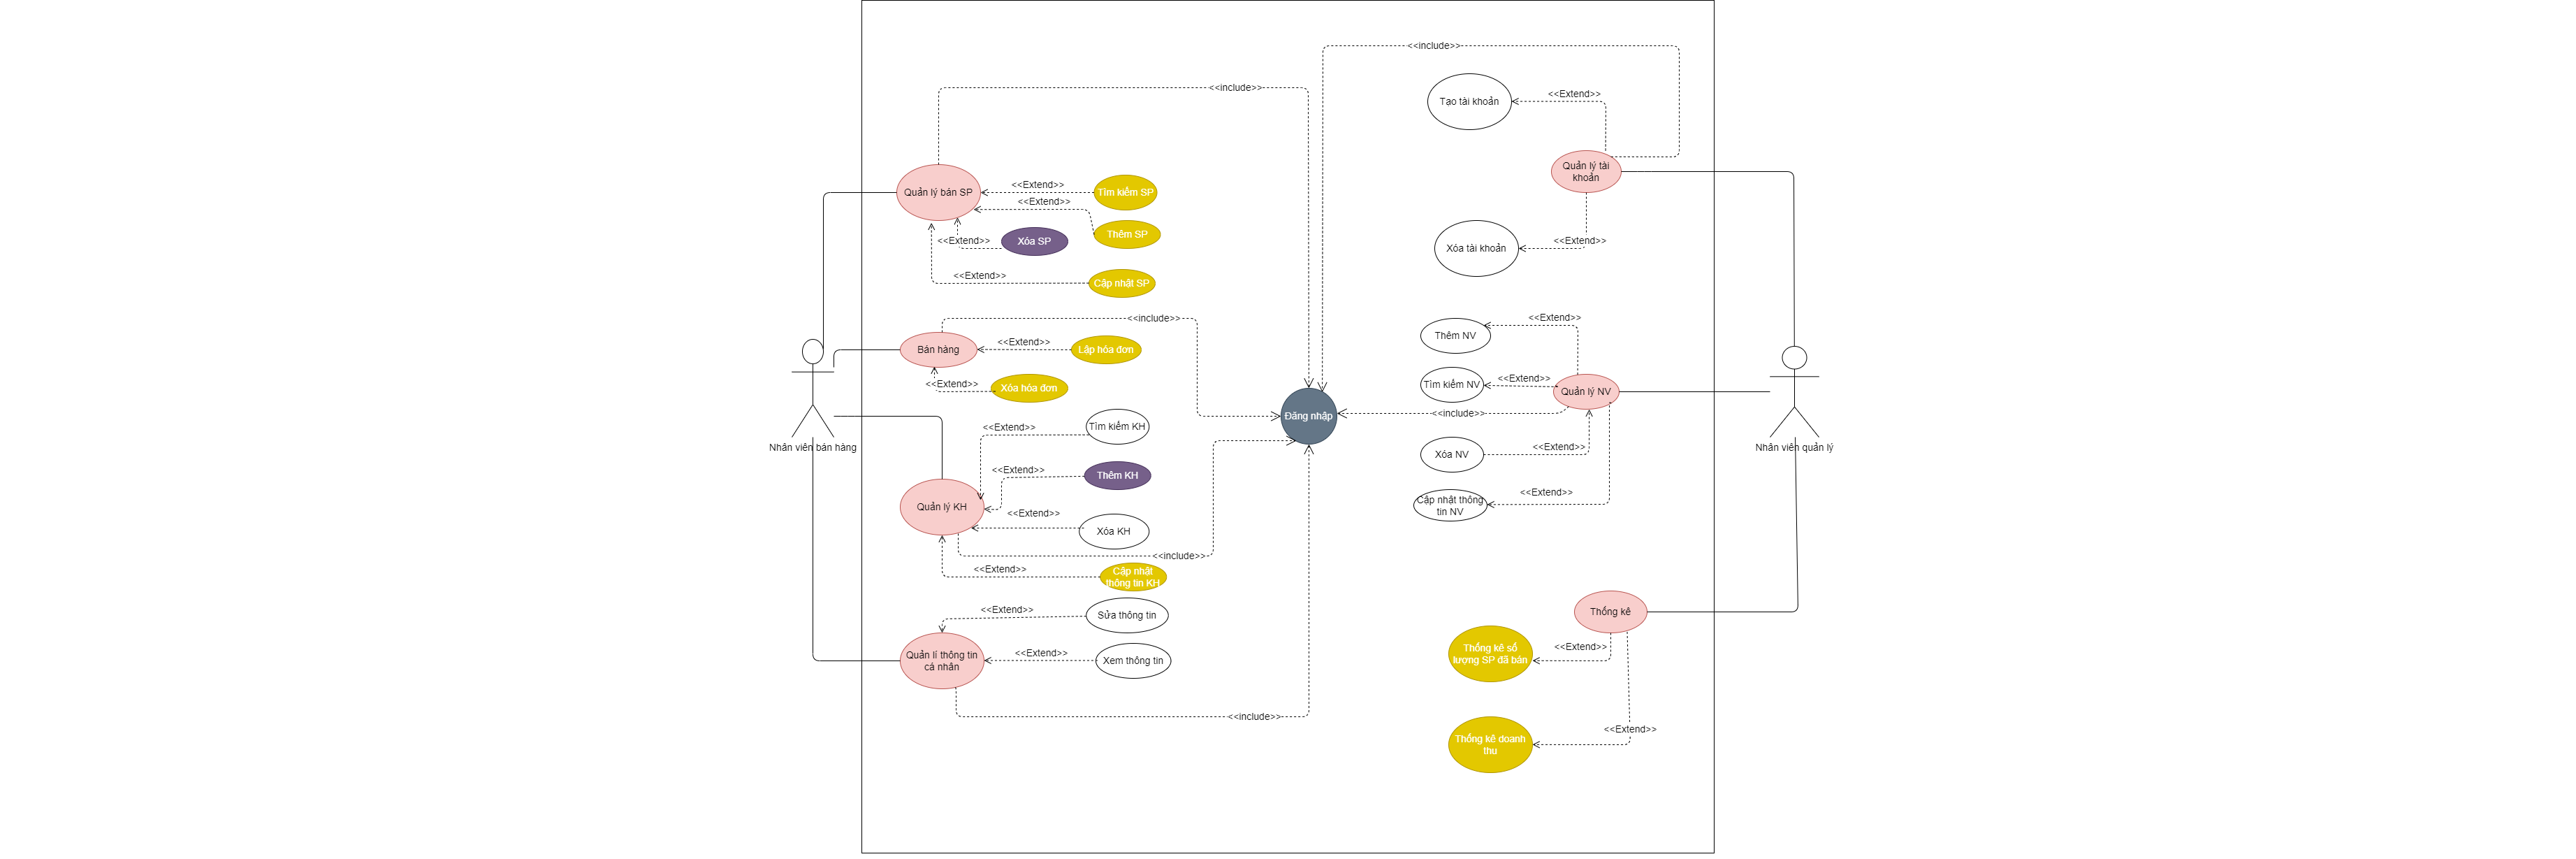 <<include>>
<<include>>
<<Extend>>
Tạo tài khoản
Quản lý tài
khoản
<<Extend>>
Quản lý bán SP
Tìm kiếm SP
<<Extend>>
Thêm SP
<<Extend>>
Xóa SP
<<Extend>>
Xóa tài khoản
<<Extend>>
Cập nhật SP
<<include>>
<<Extend>>
Thêm NV
<<Extend>>
Bán hàng
Lập hóa đơn
<<Extend>>
Xóa hóa đơn
<<Extend>>
Tìm kiếm NV
Quản lý NV
Đăng nhập
<<include>>
<<Extend>>
Tìm kiếm KH
Nhân viên bán hàng
<<Extend>>
Xóa NV
Nhân viên quản lý
<<Extend>>
Thêm KH
<<Extend>>
Cập nhật thông
tin NV
Quản lý KH
<<Extend>>
Xóa KH
<<include>>
<<Extend>>
Cập nhật
thông tin KH
<<Extend>>
Sửa thông tin
Thống kê
<<Extend>>
Quản lí thông tin
cá nhân
Xem thông tin
Thống kê số
lượng SP đã bán
<<Extend>>
<<include>>
<<Extend>>
Thống kê doanh
thu